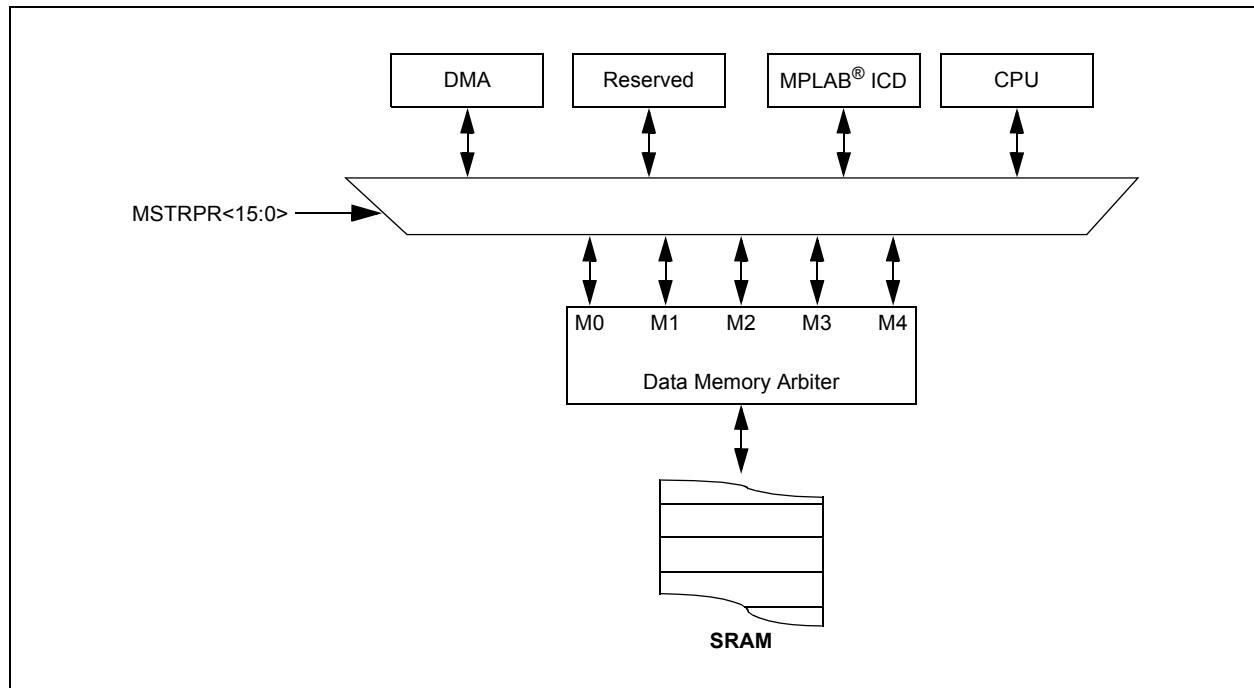 DMA Reserved MPLAB® ICD CPU
MSTRPR<15:0>
M0 M1 M2 M3 M4
Data Memory Arbiter
SRAM